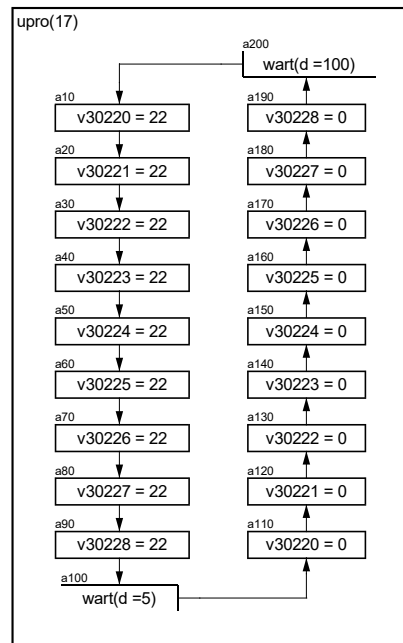 upro(17)
a200
wart(d =100)
a10
v30220 = 22
a20
v30221 = 22
a30
v30222 = 22
a40
v30223 = 22
a50
v30224 = 22
a60
v30225 = 22
a70
v30226 = 22
a80
v30227 = 22
a90
v30228 = 22
a100
wart(d =5)
a190
v30228 = 0
a180
v30227 = 0
a170
v30226 = 0
a160
v30225 = 0
a150
v30224 = 0
a140
v30223 = 0
a130
v30222 = 0
a120
v30221 = 0
a110
v30220 = 0